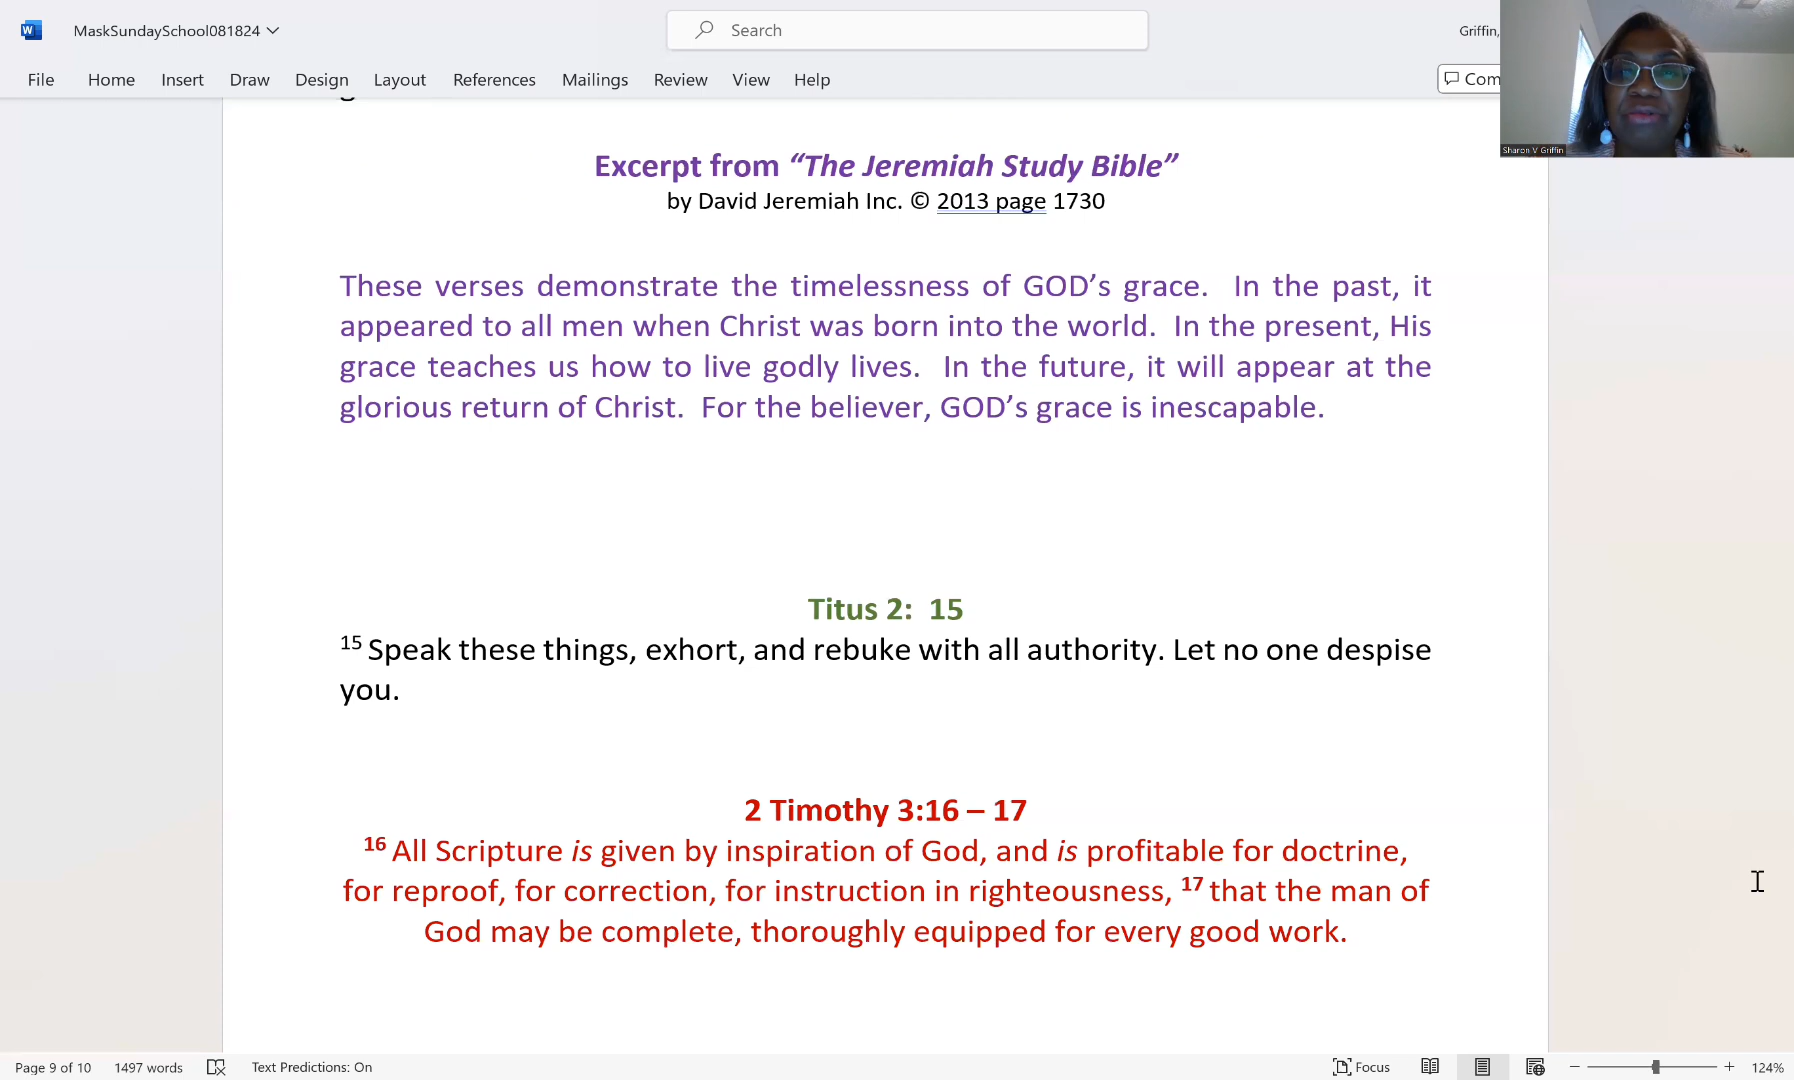 MaskSundaySchool081824
Search
Griffin,
File Home Insert Draw Design Layout References Mailings Review View Help
Com
Sharon V Griffin
Excerpt from “The Jeremiah Study Bible”
by David Jeremiah Inc. © 2013 page 1730
These verses demonstrate the timelessness of GOD’s grace. In the past, it
appeared to all men when Christ was born into the world. In the present, His
grace teaches us how to live godly lives. In the future, it will appear at the
glorious return of Christ. For the believer, GOD’s grace is inescapable.
Titus 2: 15
15 Speak these things, exhort, and rebuke with all authority. Let no one despise
you.
2 Timothy 3:16 – 17
16 All Scripture is given by inspiration of God, and is profitable for doctrine,
for reproof, for correction, for instruction in righteousness, 17 that the man of
God may be complete, thoroughly equipped for every good work.
Page 9 of 10 1497 words Text Predictions: On Focus 124%